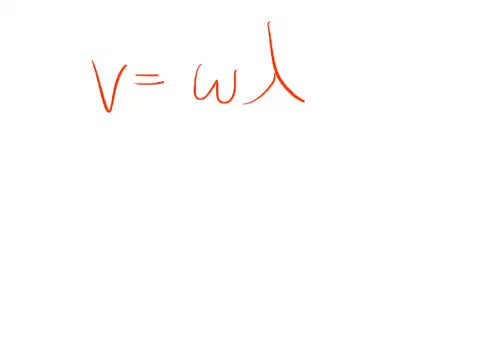 v = ωλ